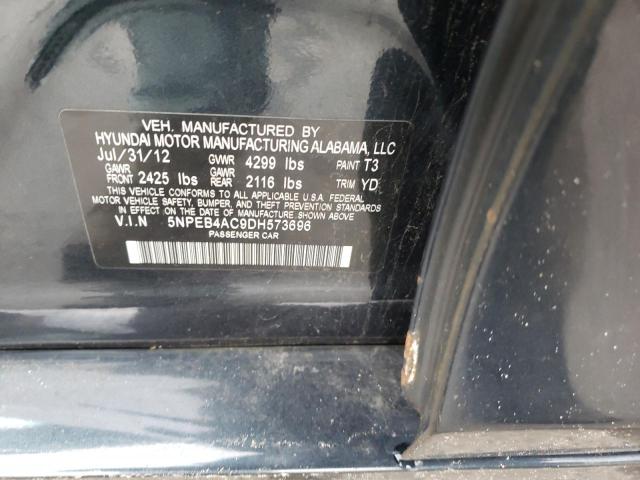 VEH. MANUFACTURED BY
HYUNDAI MOTOR MANUFACTURING ALABAMA, LLC
Jul/31/12 GVWR 4299 lbs PAINT T3
GAWR FRONT 2425 lbs GAWR REAR 2116 lbs TRIM YD
THIS VEHICLE CONFORMS TO ALL APPLICABLE U.S.A. FEDERAL
MOTOR VEHICLE SAFETY, BUMPER, AND THEFT PREVENTION STANDARDS
IN EFFECT ON THE DATE OF MANUFACTURE SHOWN ABOVE.
V.I.N 5NPEB4AC9DH573696
PASSENGER CAR